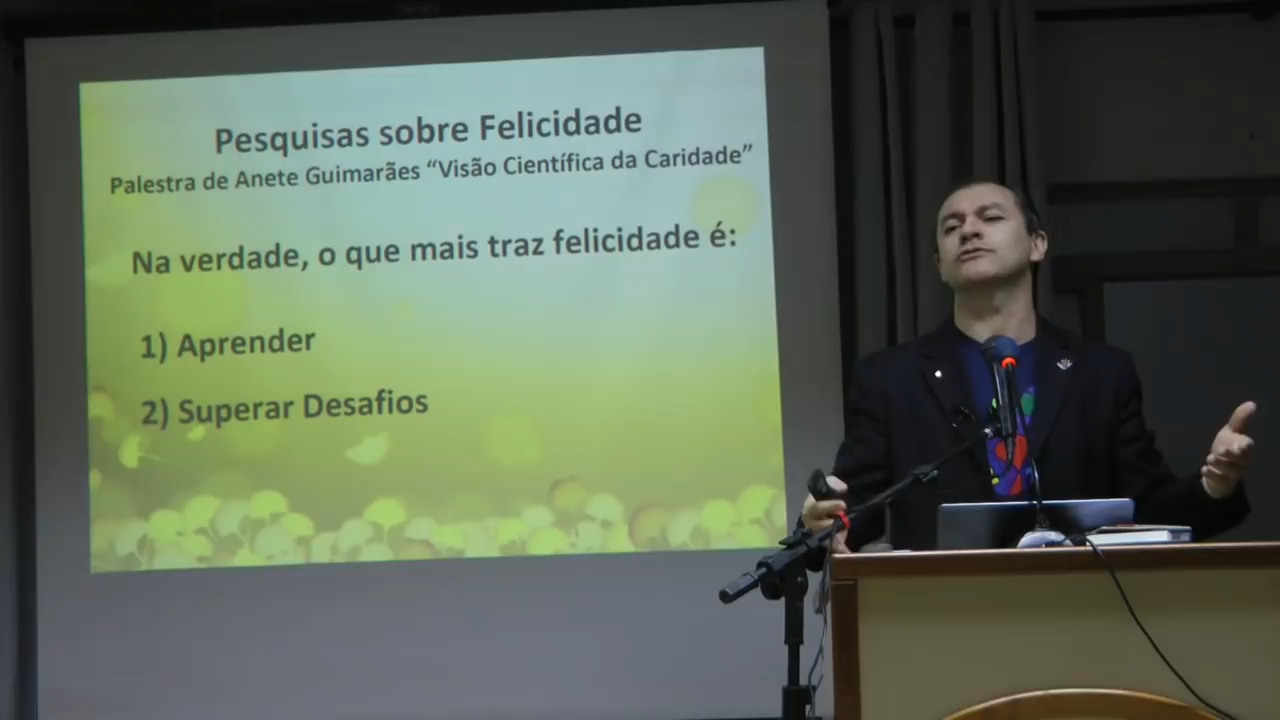 Pesquisas sobre Felicidade
Palestra de Anete Guimarães “Visão Científica da Caridade”
Na verdade, o que mais traz felicidade é:
1) Aprender
2) Superar Desafios